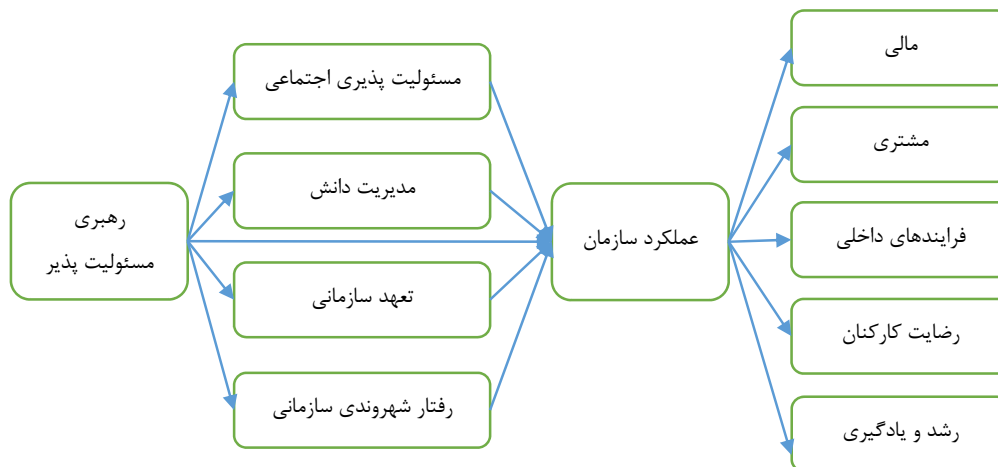 رهبری
مسئولیت پذیر
مسئولیت پذیری اجتماعی
مدیریت دانش
تعهد سازمانی
رفتار شهروندی سازمانی
عملکرد سازمان
مالی
مشتری
فرایندهای داخلی
رضایت کارکنان
رشد و یادگیری